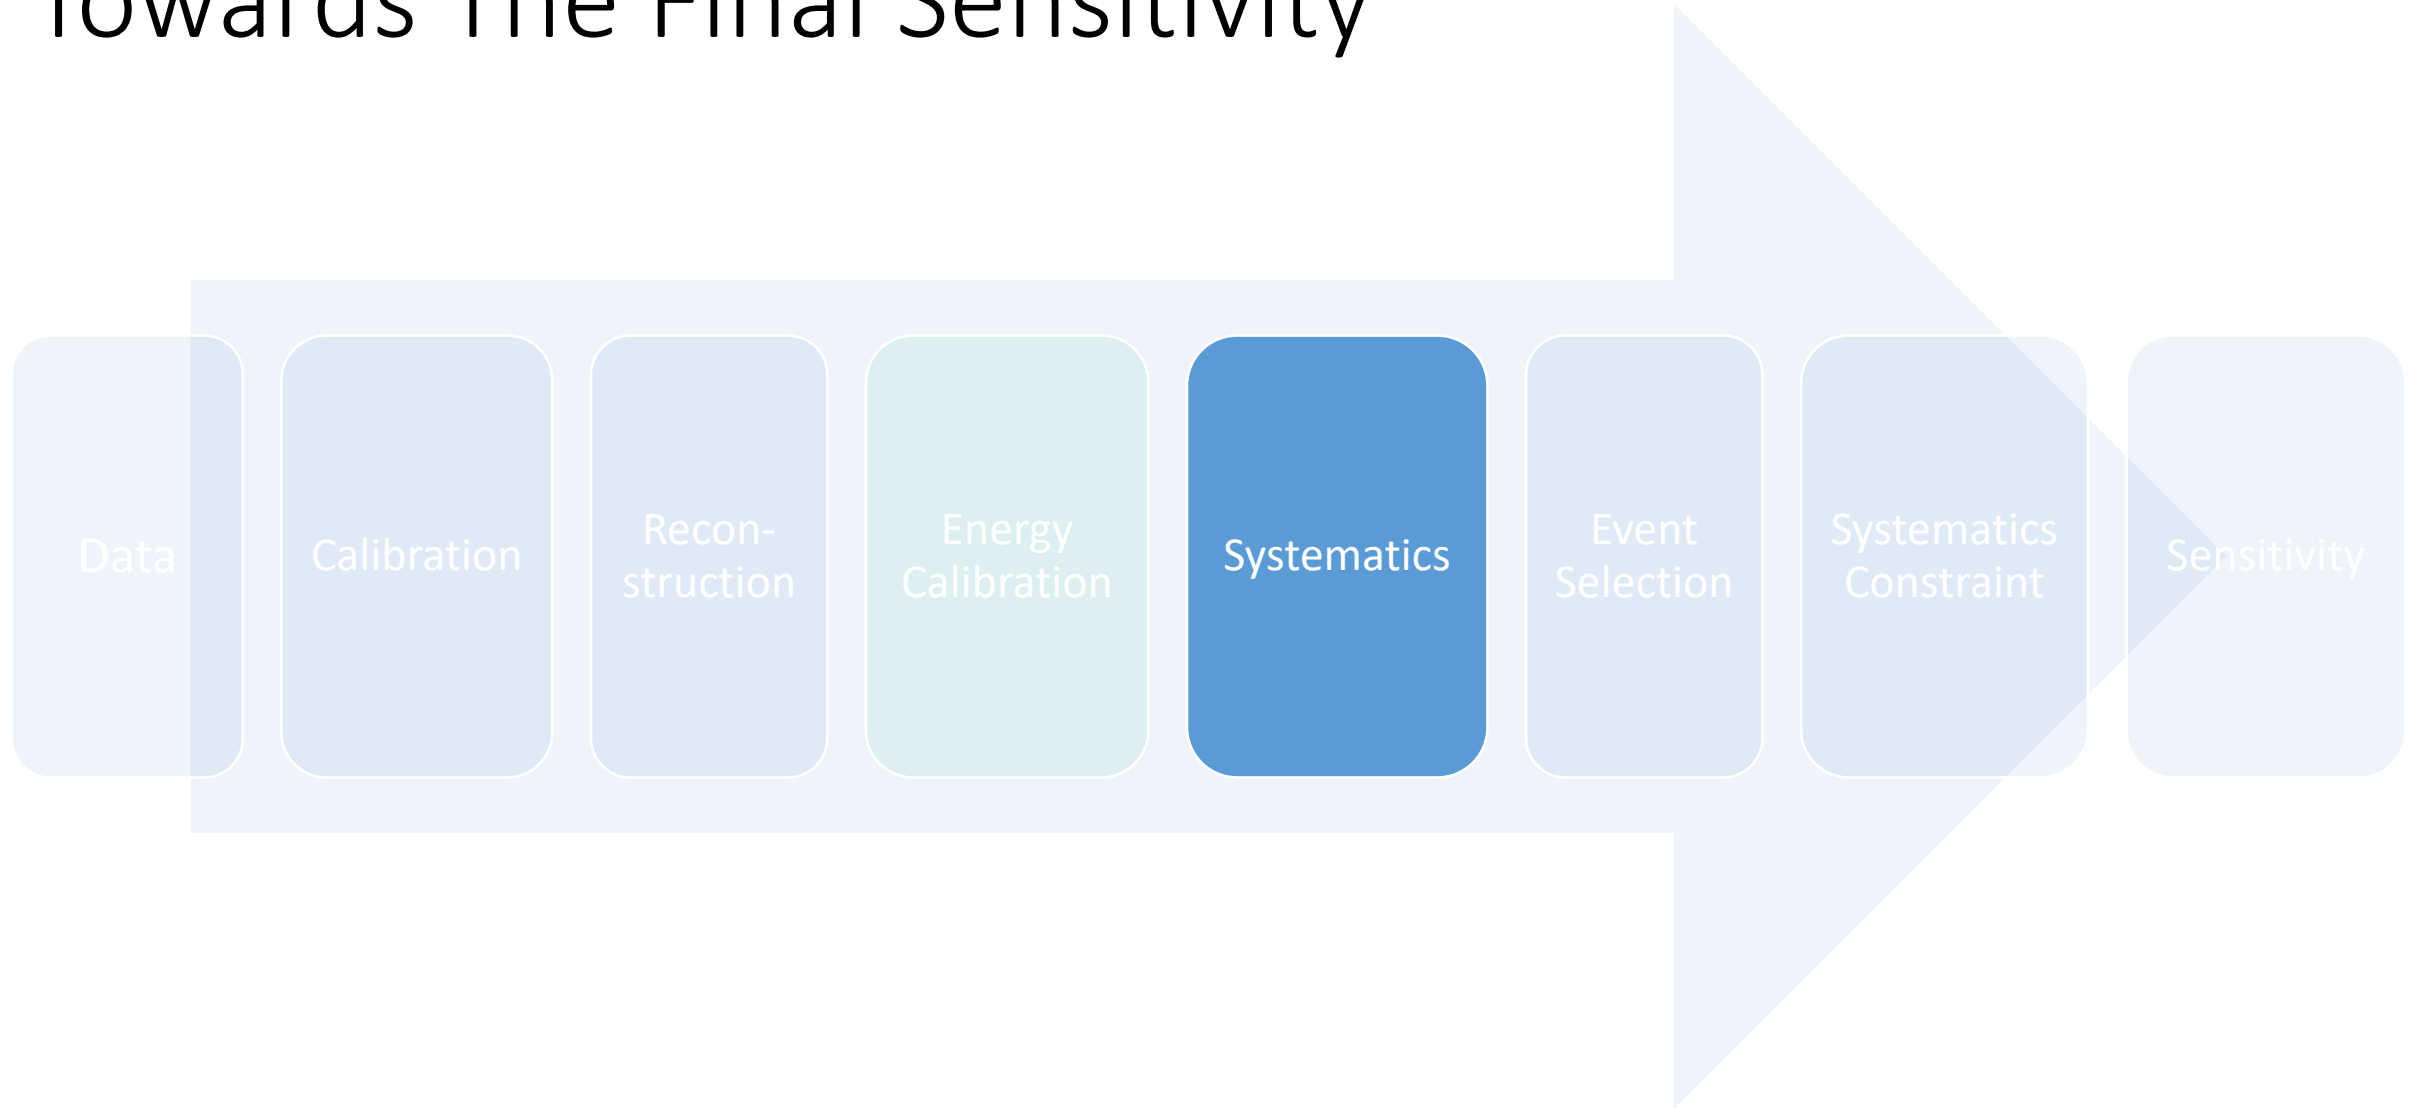 Towards The Final Sensitivity
Data
Calibration
Recon-
struction
Energy
Calibration
Systematics
Event
Selection
Systematics
Constraint
Sensitivity